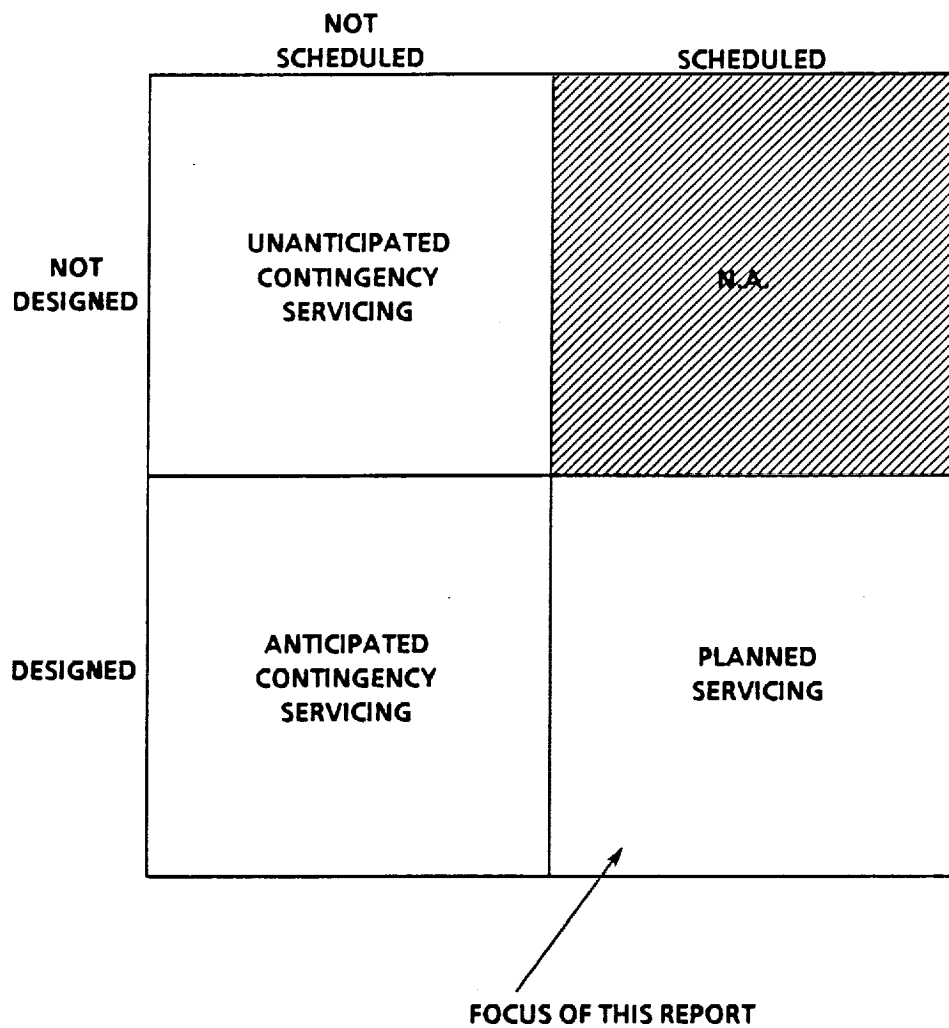 NOT
SCHEDULED
SCHEDULED
NOT
DESIGNED
UNANTICIPATED
CONTINGENCY
SERVICING
N.A.
DESIGNED
ANTICIPATED
CONTINGENCY
SERVICING
PLANNED
SERVICING
FOCUS OF THIS REPORT